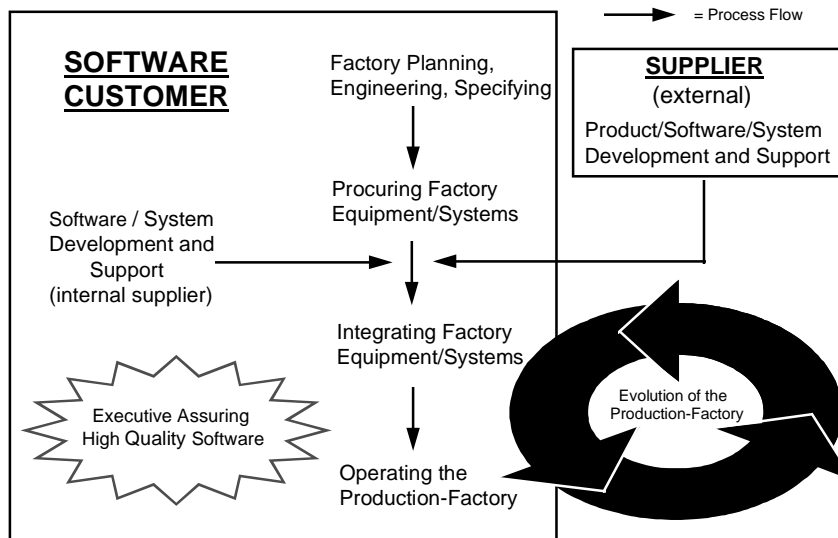 = Process Flow
SOFTWARE
CUSTOMER
Factory Planning,
Engineering, Specifying
SUPPLIER
(external)
Product/Software/System
Development and Support
Procuring Factory
Equipment/Systems
Software / System
Development and
Support
(internal supplier)
Integrating Factory
Equipment/Systems
Executive Assuring
High Quality Software
Evolution of the
Production-Factory
Operating the
Production-Factory